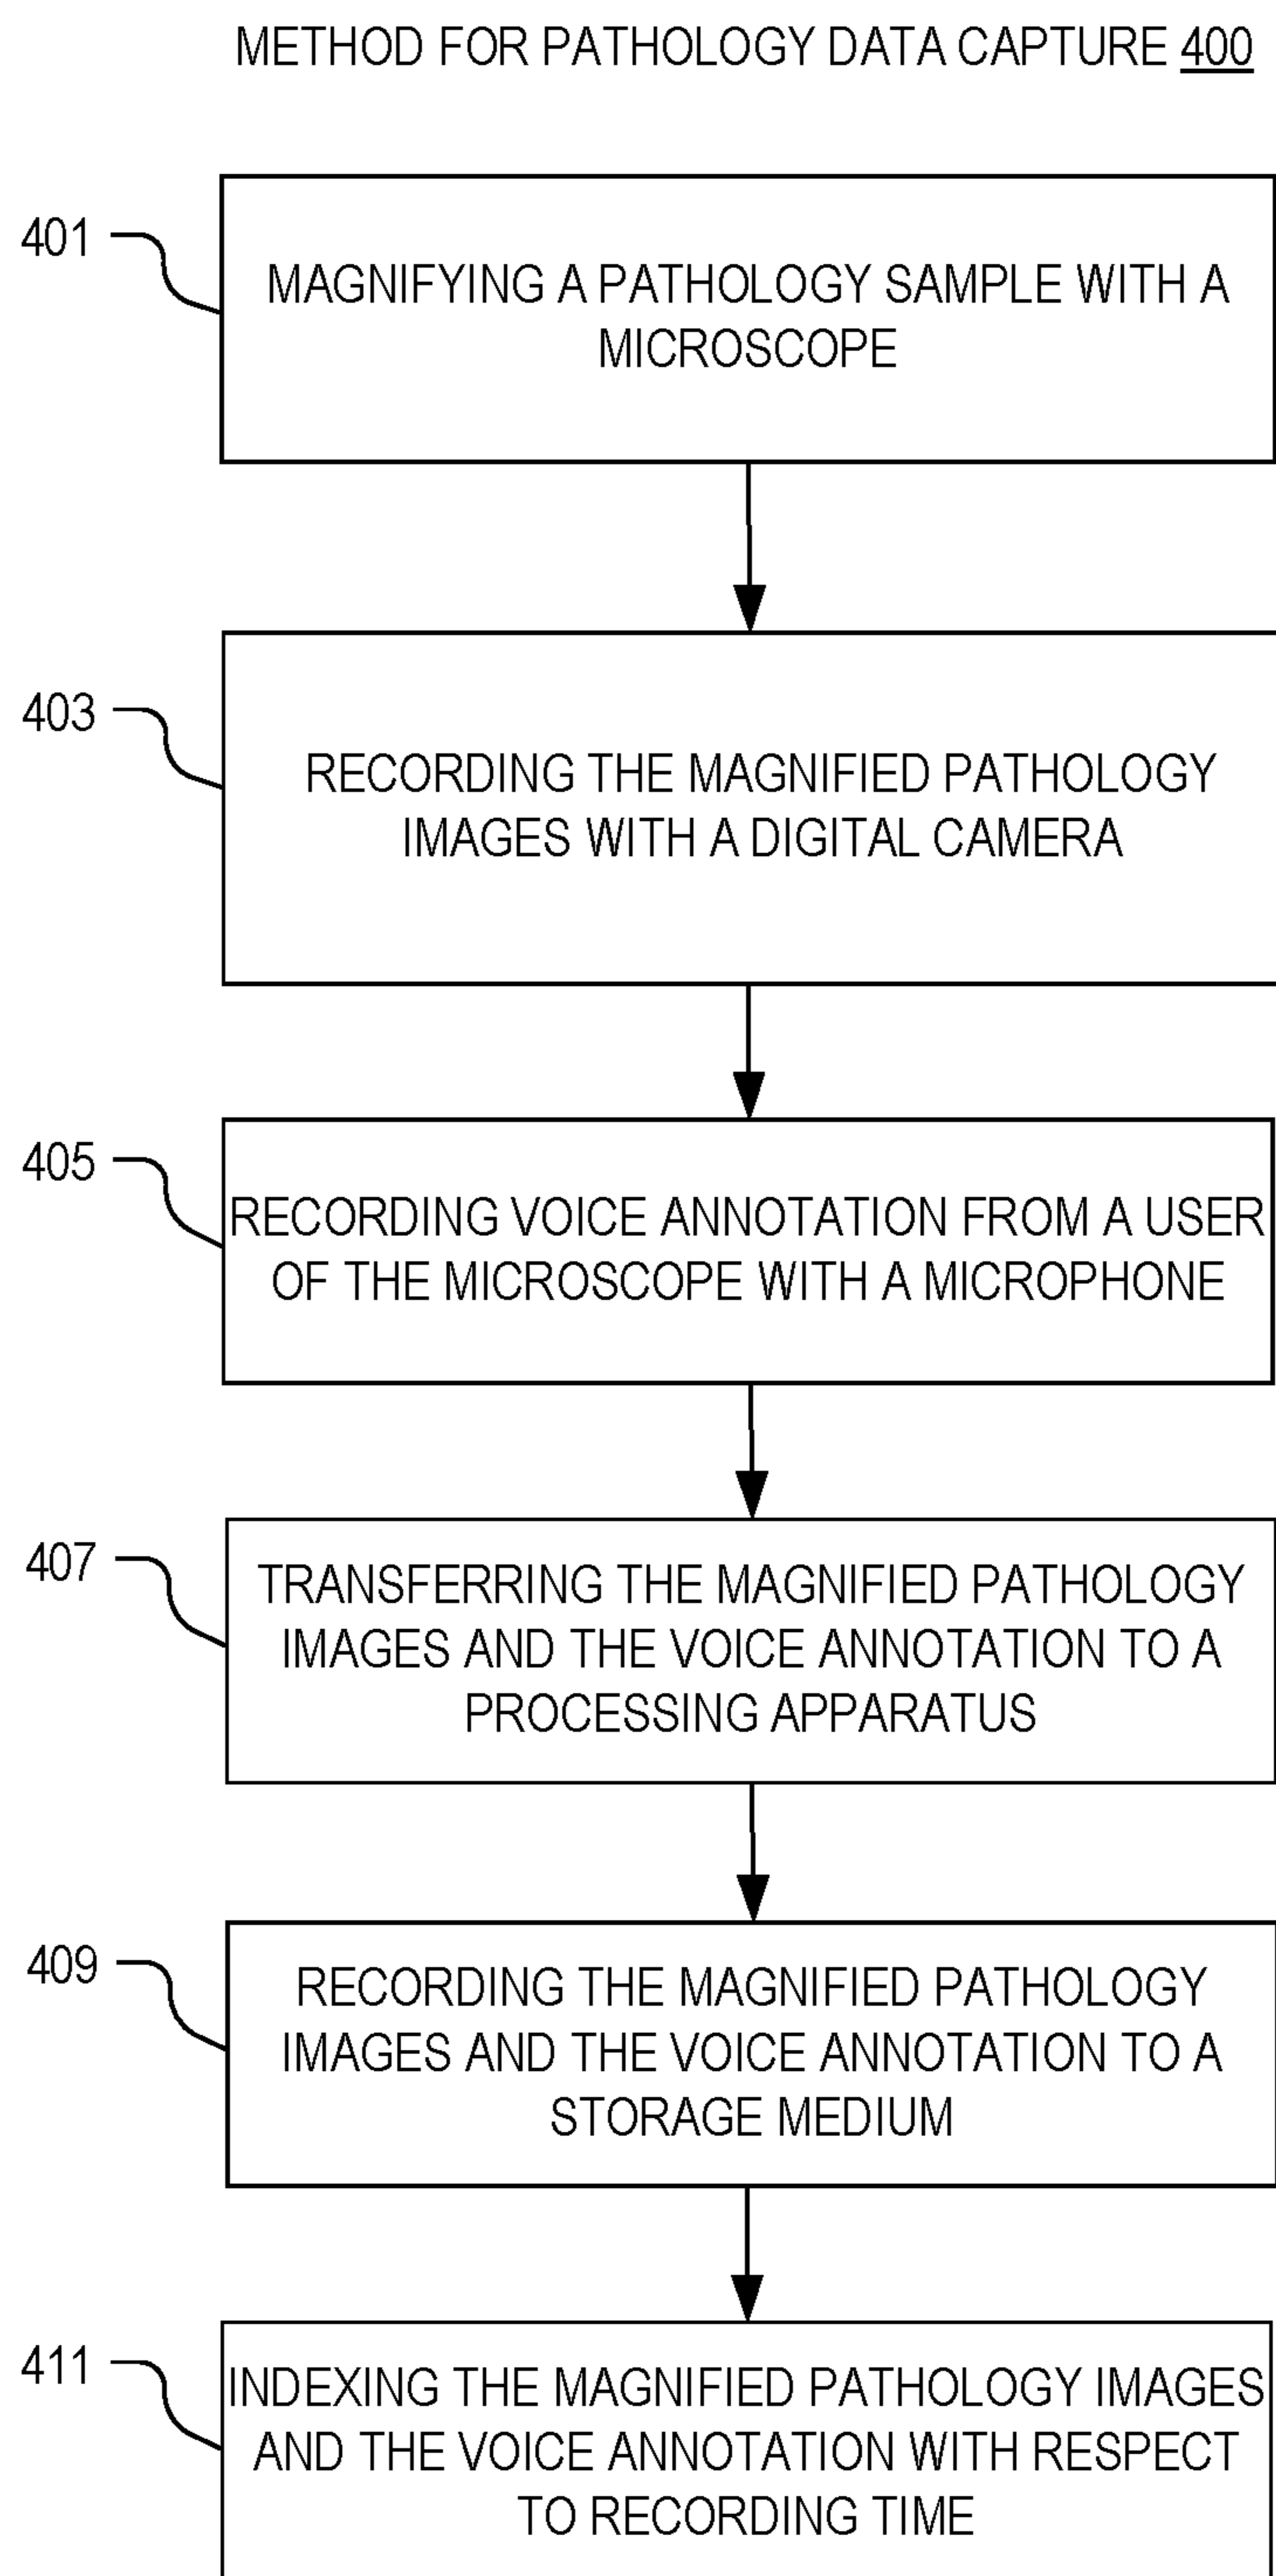 METHOD FOR PATHOLOGY DATA CAPTURE 400
401
MAGNIFYING A PATHOLOGY SAMPLE WITH A
MICROSCOPE
403
RECORDING THE MAGNIFIED PATHOLOGY
IMAGES WITH A DIGITAL CAMERA
405
RECORDING VOICE ANNOTATION FROM A USER
OF THE MICROSCOPE WITH A MICROPHONE
407
TRANSFERRING THE MAGNIFIED PATHOLOGY
IMAGES AND THE VOICE ANNOTATION TO A
PROCESSING APPARATUS
409
RECORDING THE MAGNIFIED PATHOLOGY
IMAGES AND THE VOICE ANNOTATION TO A
STORAGE MEDIUM
411
INDEXING THE MAGNIFIED PATHOLOGY IMAGES
AND THE VOICE ANNOTATION WITH RESPECT
TO RECORDING TIME